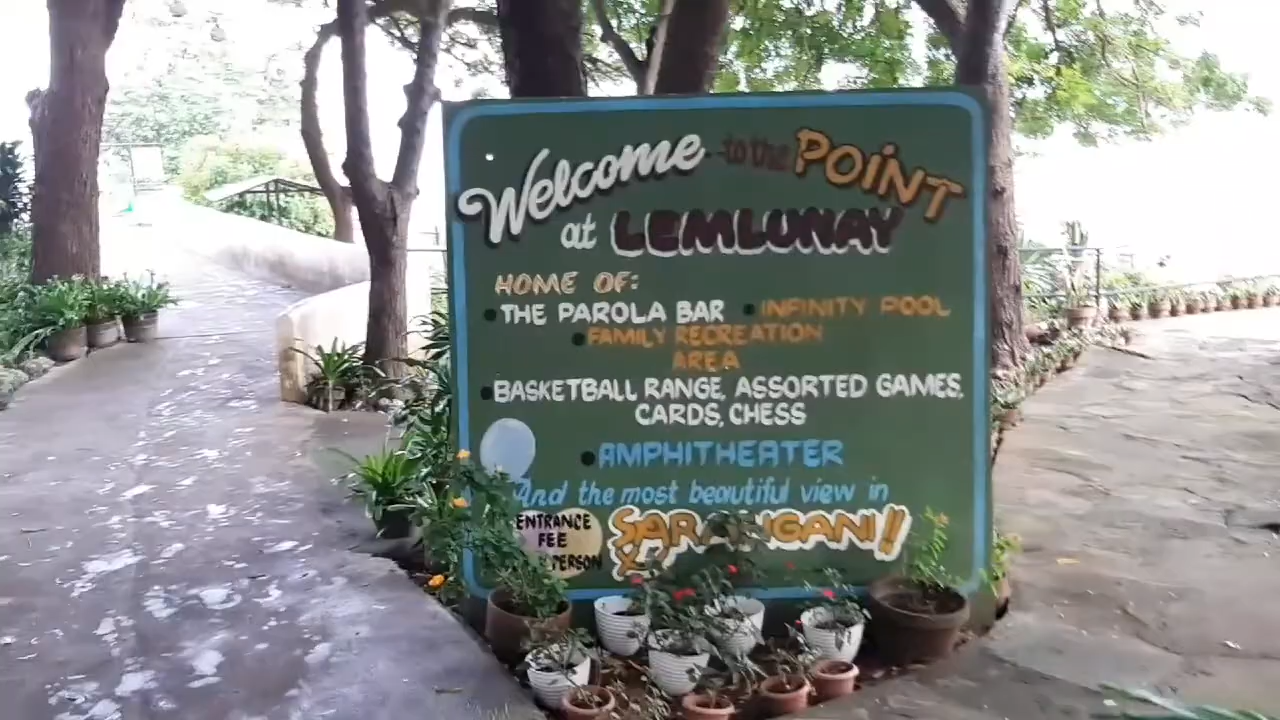 Welcome to the POINT
at LEMLUNAY
HOME OF:
• THE PAROLA BAR • INFINITY POOL
• FAMILY RECREATION
AREA
• BASKETBALL RANGE, ASSORTED GAMES,
CARDS, CHESS
• AMPHITHEATER
And the most beautiful view in
SARANGANI!!
ENTRANCE
FEE
PERSON